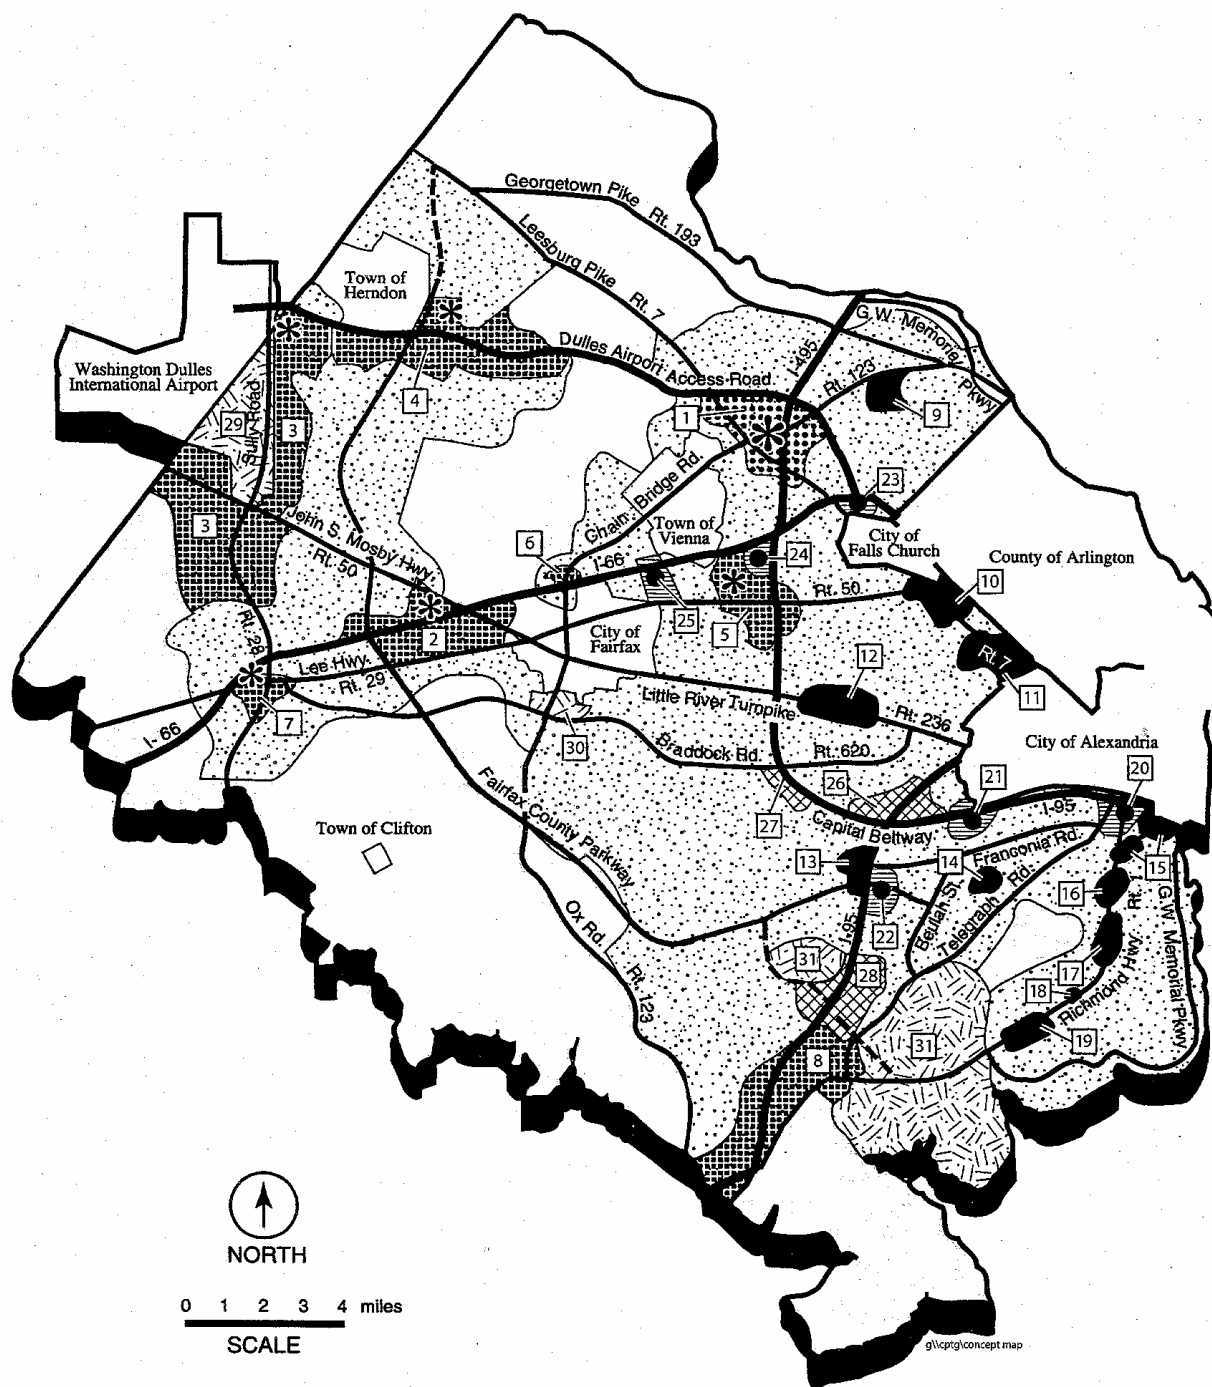 Georgetown Pike Rt. 193
Leesburg Pike Rt. 7
Town of
Herndon
G.W. Memorial Pkwy
I-495
Rt. 123
Dulles Airport Access Road
Washington Dulles
International Airport
Sully Road
4
1
9
29
3
23
Chain Bridge Rd.
3
John S. Mosby Hwy.
Rt. 50
6
Town of
Vienna
I-66
City of
Falls Church
24
County of Arlington
10
Rt. 50
25
5
Rt. 28
2
City of
Fairfax
12
Rt. 7
11
Lee Hwy.
Rt. 29
Little River Turnpike
Rt. 236
7
I-66
30
Braddock Rd.
Rt. 620
City of Alexandria
20
26
21
I-95
Fairfax County Parkway
27
Capital Beltway
Town of Clifton
13
14
Franconia Rd.
15
Rt. 1
16
Beulah St.
Telegraph Rd.
G.W. Memorial Pkwy
22
Ox Rd.
Rt. 123
I-95
31
28
17
18
Richmond Hwy
19
31
8
NORTH
0 1 2 3 4 miles
SCALE
g\\cptg\concept map